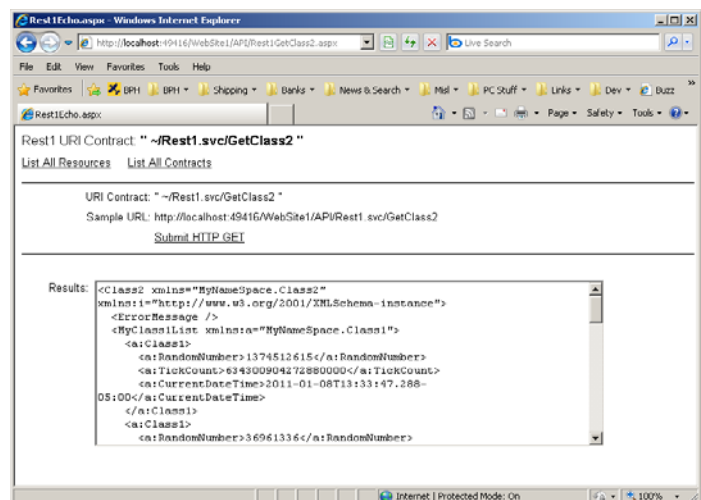 Rest1Echo.aspx - Windows Internet Explorer
http://localhost:49416/WebSite1/API/Rest1GetClass2.aspx Live Search
File Edit View Favorites Tools Help
Favorites BPH BPH Shopping Banks News & Search Misl PC Stuff Links Dev Buzz »
Rest1Echo.aspx Page Safety Tools
Rest1 URI Contract: " ~/Rest1.svc/GetClass2 "
List All Resources List All Contracts
URI Contract: " ~/Rest1.svc/GetClass2 "
Sample URL: http://localhost:49416/WebSite1/API/Rest1.svc/GetClass2
Submit HTTP GET
Results: <Class2 xmlns="MyNameSpace.Class2"
xmlns:i="http://www.w3.org/2001/XMLSchema-instance">
<ErrorMessage />
<MyClass1List xmlns:a="MyNameSpace.Class1">
<a:Class1>
<a:RandomNumber>1374512615</a:RandomNumber>
<a:TickCount>634300904272880000</a:TickCount>
<a:CurrentDateTime>2011-01-08T13:33:47.288-
05:00</a:CurrentDateTime>
</a:Class1>
<a:Class1>
<a:RandomNumber>36961336</a:RandomNumber>
Internet | Protected Mode: On 100%